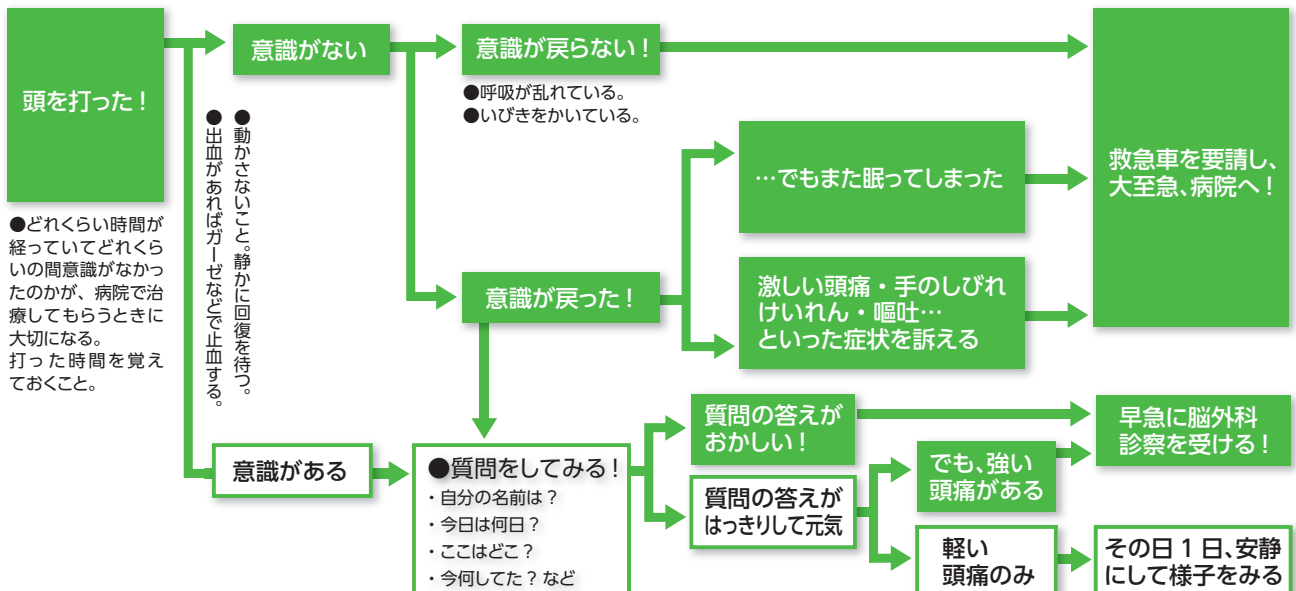 頭を打った！
●どれくらい時間が
経っていてどれくら
いの間意識がなかっ
たのかが、病院で治
療してもらうときに
大切になる。
打った時間を覚え
ておくこと。
意識がない
●動かさないこと。静かに回復を待つ。
●出血があればガーゼなどで止血する。
意識が戻らない！
●呼吸が乱れている。
●いびきをかいている。
意識が戻った！
…でもまた眠ってしまった
激しい頭痛・手のしびれ
けいれん・嘔吐…
といった症状を訴える
救急車を要請し、
大至急、病院へ！
意識がある
●質問をしてみる！
・自分の名前は？
・今日は何日？
・ここはどこ？
・今何してた？など
質問の答えが
おかしい！
質問の答えが
はっきりして元気
でも、強い
頭痛がある
早急に脳外科
診察を受ける！
軽い
頭痛のみ
その日１日、安静
にして様子をみる